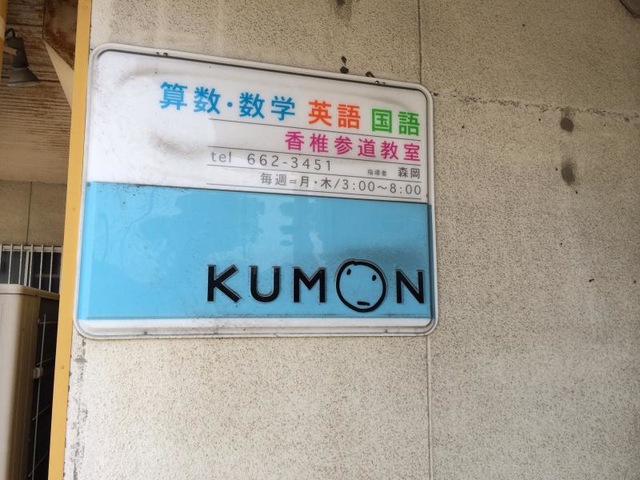 算数・数学 英語 国語
香椎参道教室
tel 662-3451 指導者 森岡
毎週=月・木/3:00〜8:00
KUMON